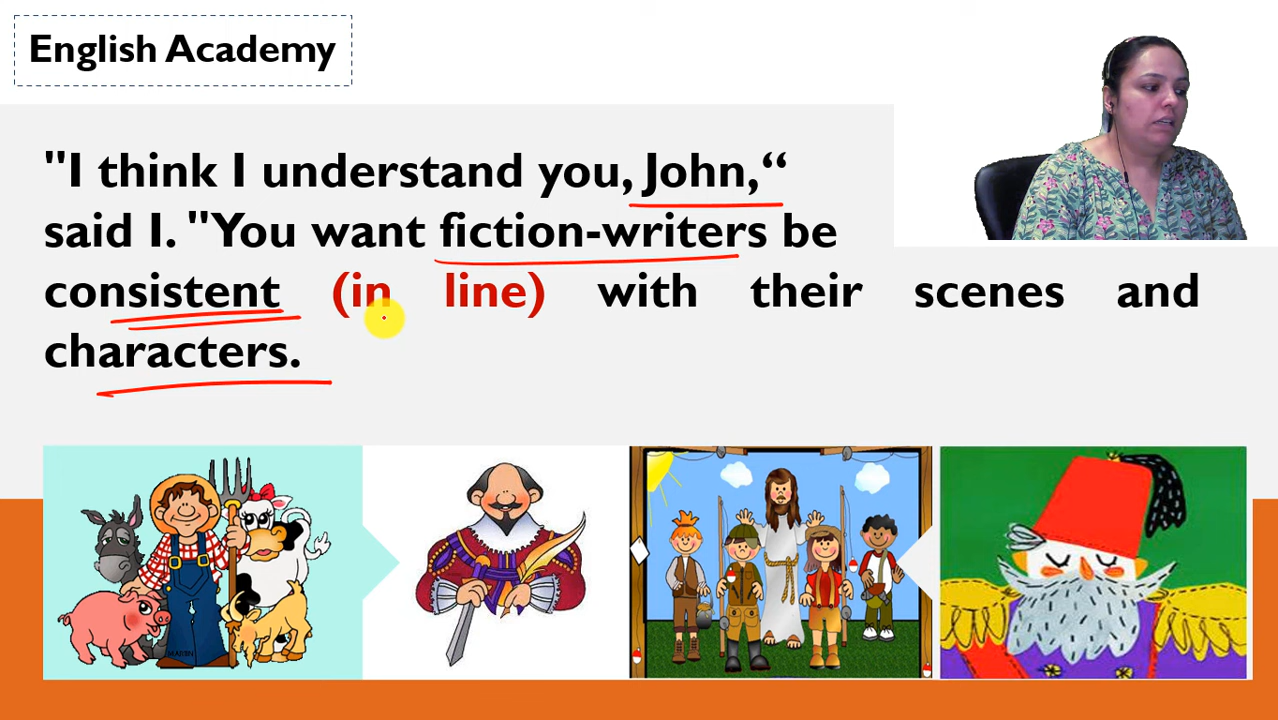 English Academy
"I think I understand you, John,“
said I. "You want fiction-writers be
consistent (in line) with their scenes and
characters.